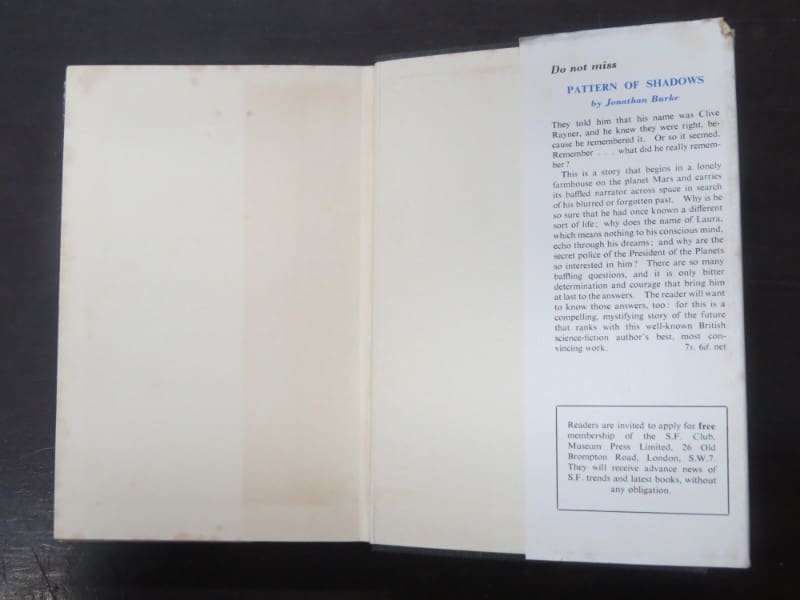 Do not miss
PATTERN OF SHADOWS
by Jonathan Burke
They told him that his name was Clive
Rayner, and he knew they were right, be-
cause he remembered it. Or so it seemed.
Remember . . . what did he really remem-
ber?
This is a story that begins in a lonely
farmhouse on the planet Mars and carries
its baffled narrator across space in search
of his blurred or forgotten past. Why is he
so sure that he had once known a different
sort of life; why does the name of Laura,
which means nothing to his conscious mind,
echo through his dreams; and why are the
secret police of the President of the Planets
so interested in him? There are so many
baffling questions, and it is only bitter
determination and courage that bring him
at last to the answers. The reader will want
to know those answers, too: for this is a
compelling, mystifying story of the future
that ranks with this well-known British
science-fiction author's best, most con-
vincing work. 7s. 6d. net
Readers are invited to apply for free
membership of the S.F. Club,
Museum Press Limited, 26 Old
Brompton Road, London, S.W.7.
They will receive advance news of
S.F. trends and latest books, without
any obligation.